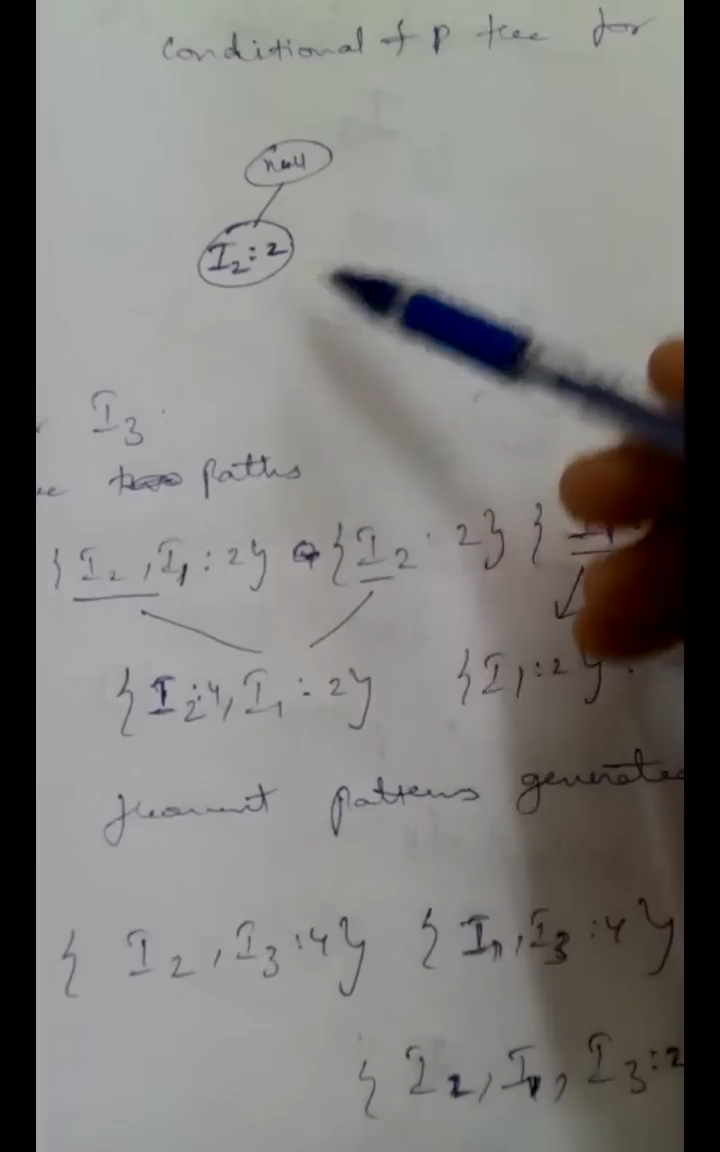 Conditional f p tree for
null
I2:2
I3:
paths
{I2, I1:2} {I2:2} {
{I2:4, I1:2} {I1:2}
frequent patterns generated
{I2, I3:4} {I1, I3:4}
{I2, I1, I3:2